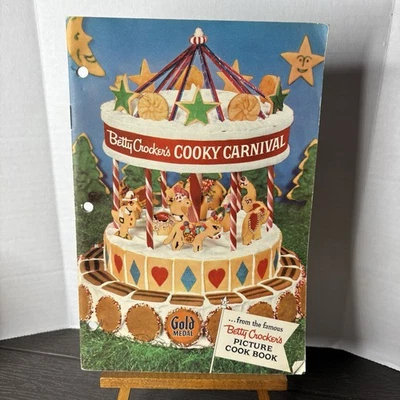 Betty Crocker's COOKY CARNIVAL
Gold
MEDAL
...from the famous
Betty Crocker's
PICTURE
COOK BOOK